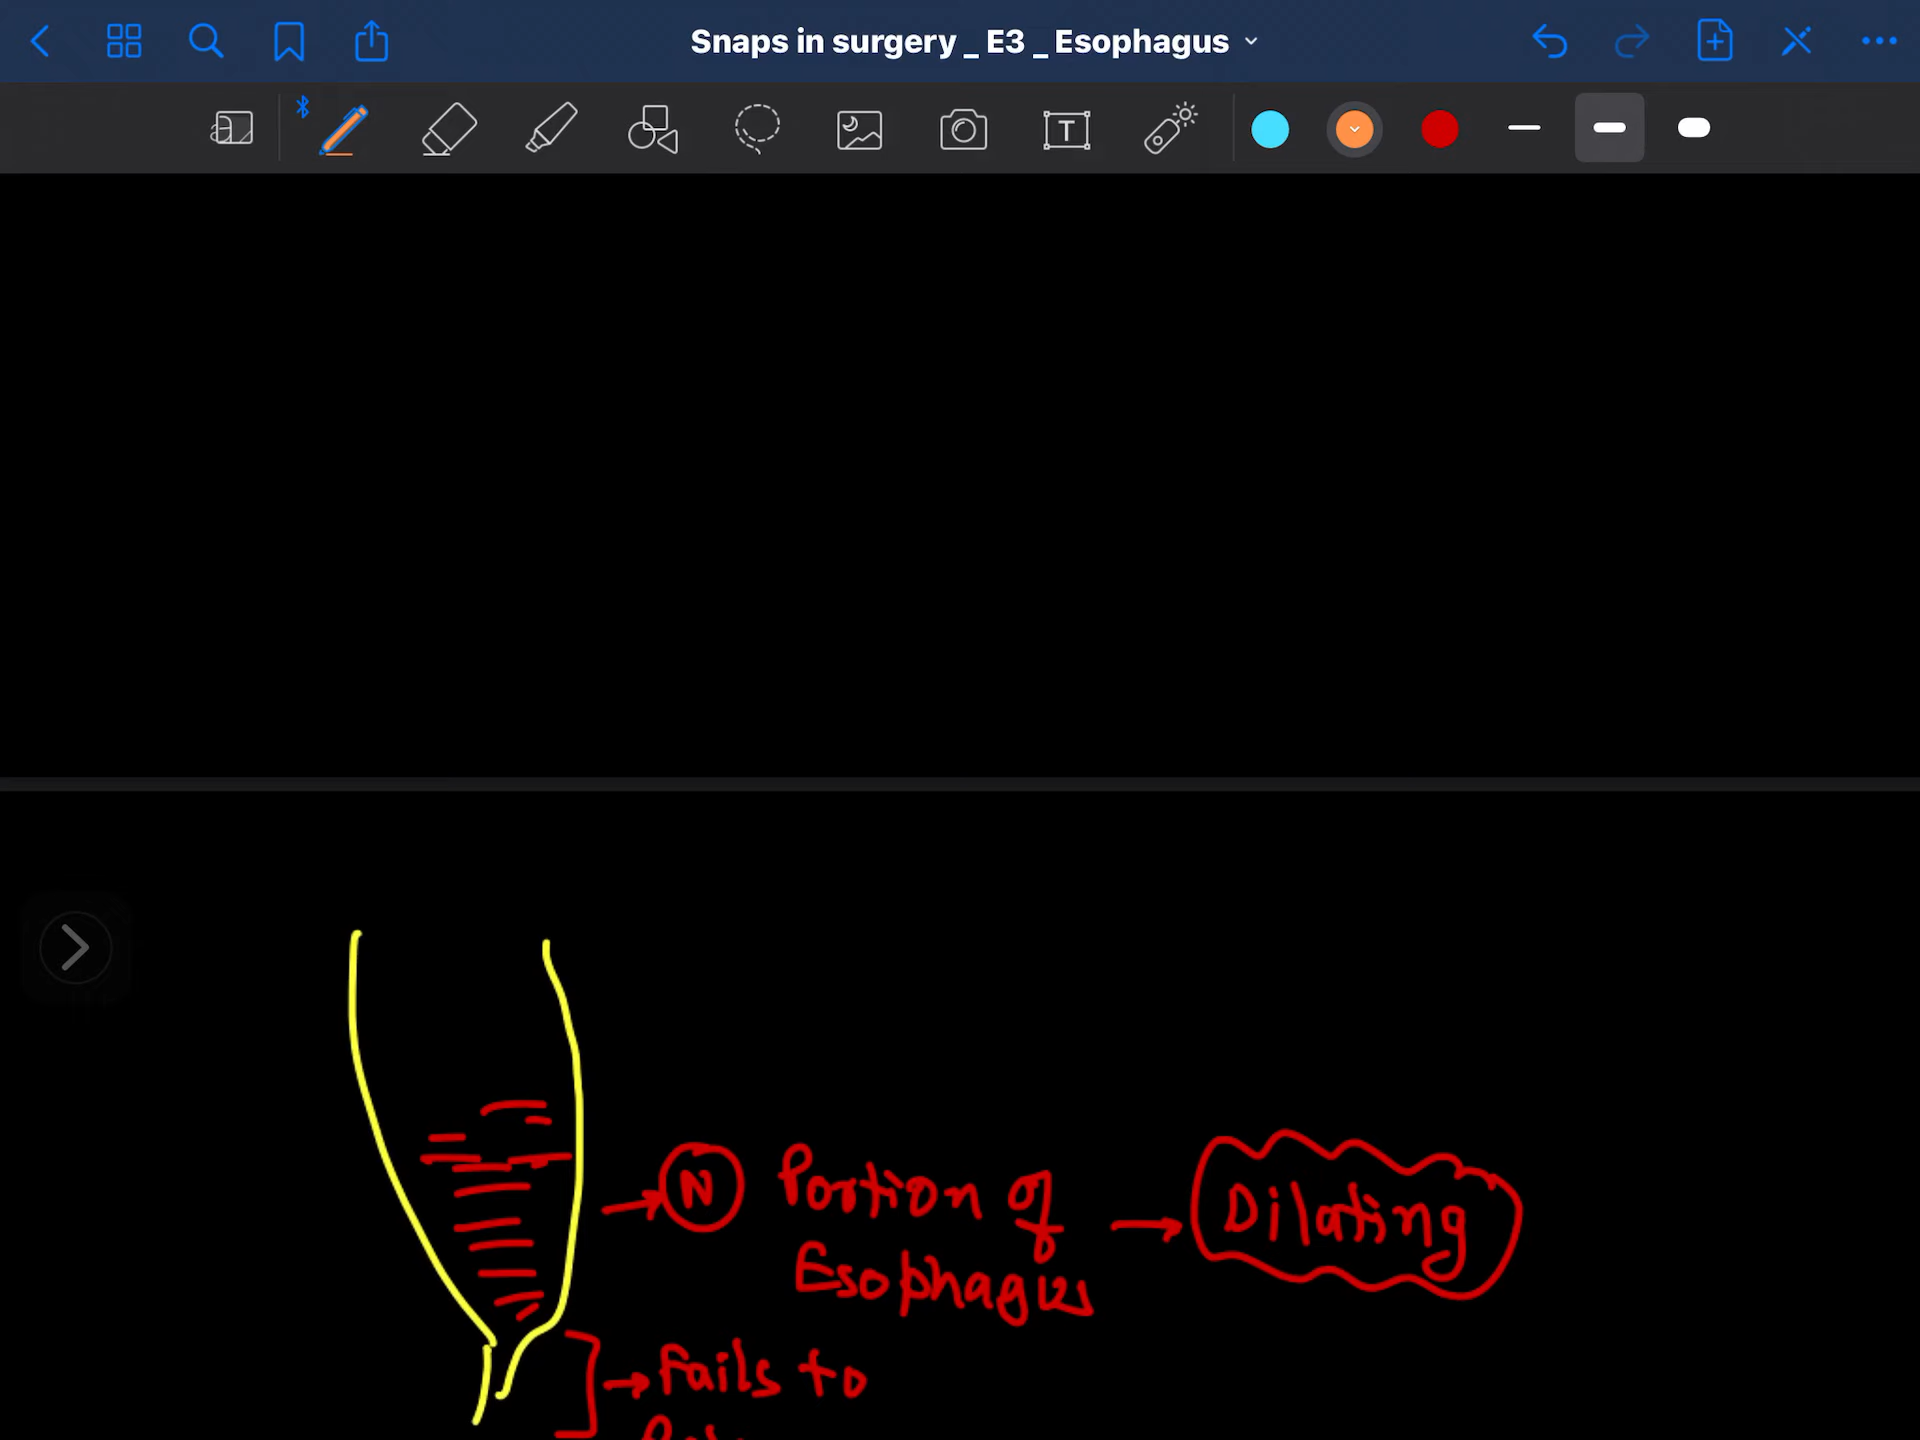 Snaps in surgery _ E3 _ Esophagus
T
N Portion of → Dilating
Esophagus
→ Fails to